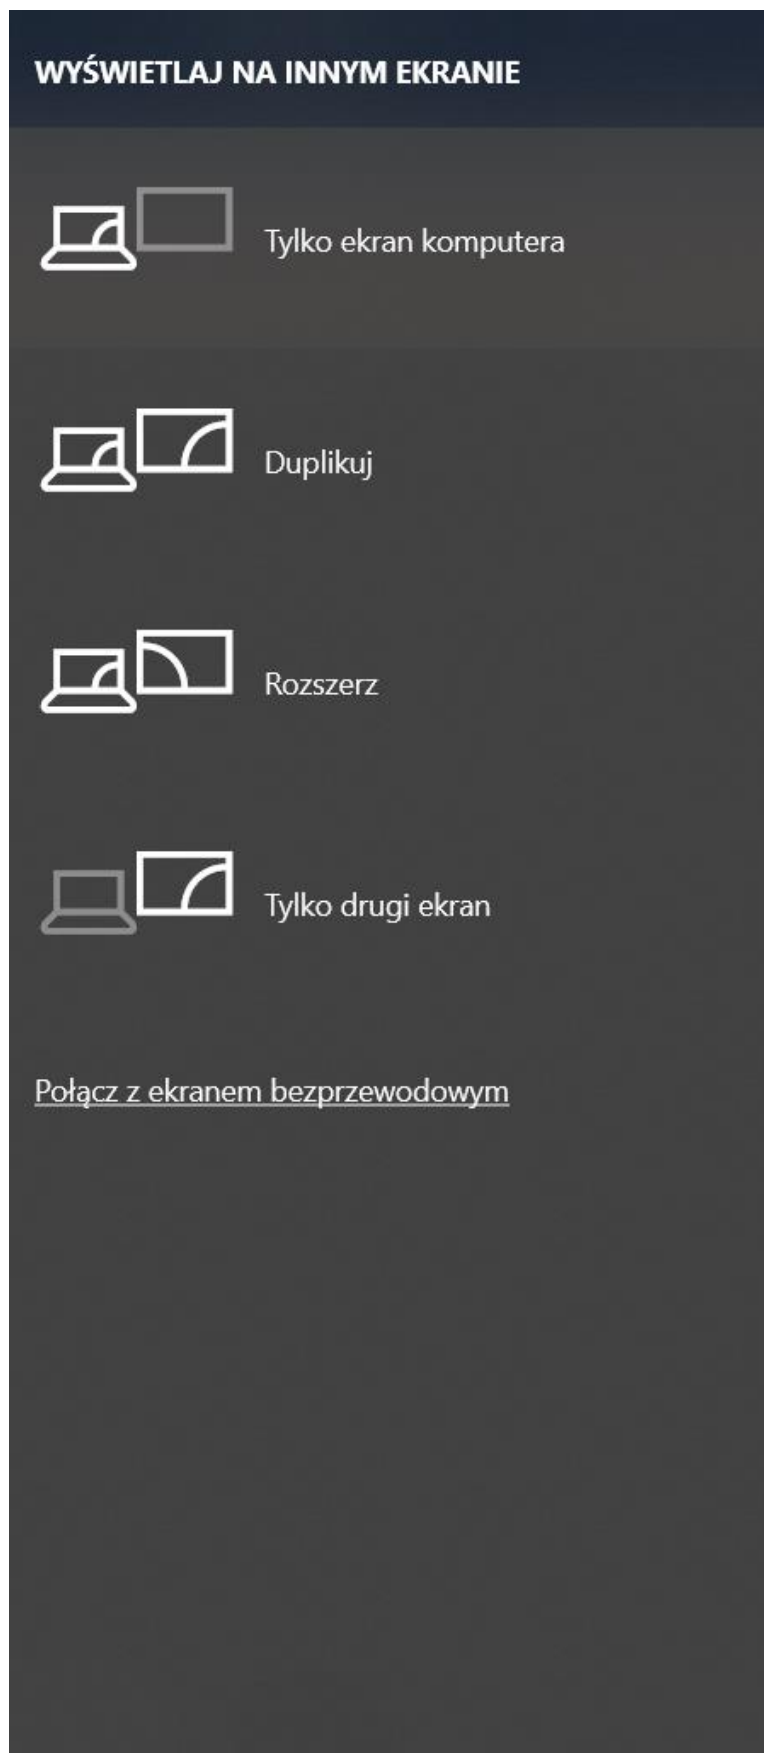 WYŚWIETLAJ NA INNYM EKRANIE
Tylko ekran komputera
Duplikuj
Rozszerz
Tylko drugi ekran
Połącz z ekranem bezprzewodowym